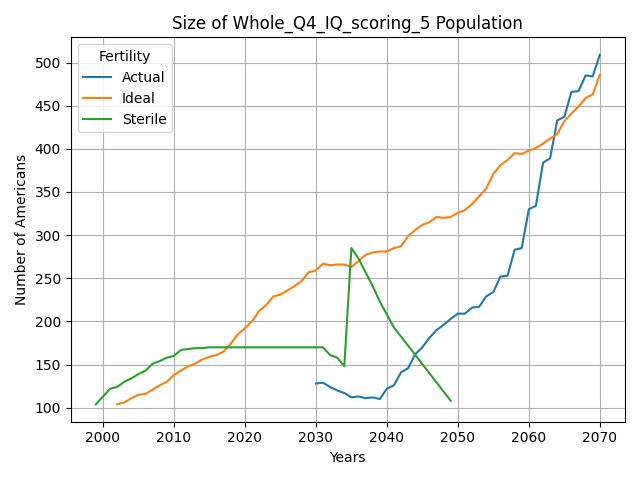 Size of Whole_Q4_IQ_scoring_5 Population
Fertility
Actual
Ideal
Sterile
Number of Americans
500
450
400
350
300
250
200
150
100
2000 2010 2020 2030 2040 2050 2060 2070
Years